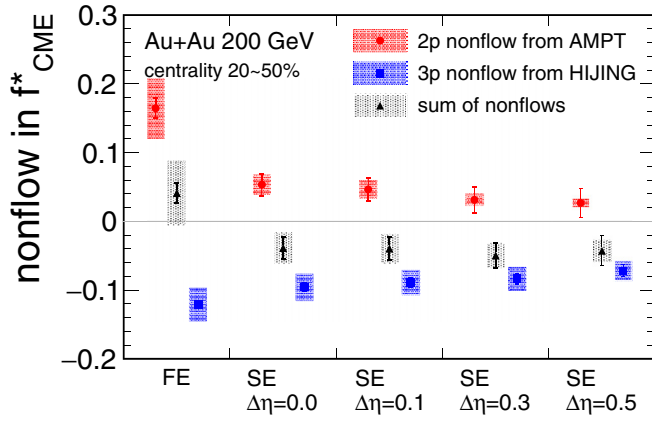 Au+Au 200 GeV
centrality 20~50%
2p nonflow from AMPT
3p nonflow from HIJING
sum of nonflows
nonflow in f*CME
0.3
0.2
0.1
0
−0.1
−0.2
FE
SE
Δη=0.0
SE
Δη=0.1
SE
Δη=0.3
SE
Δη=0.5